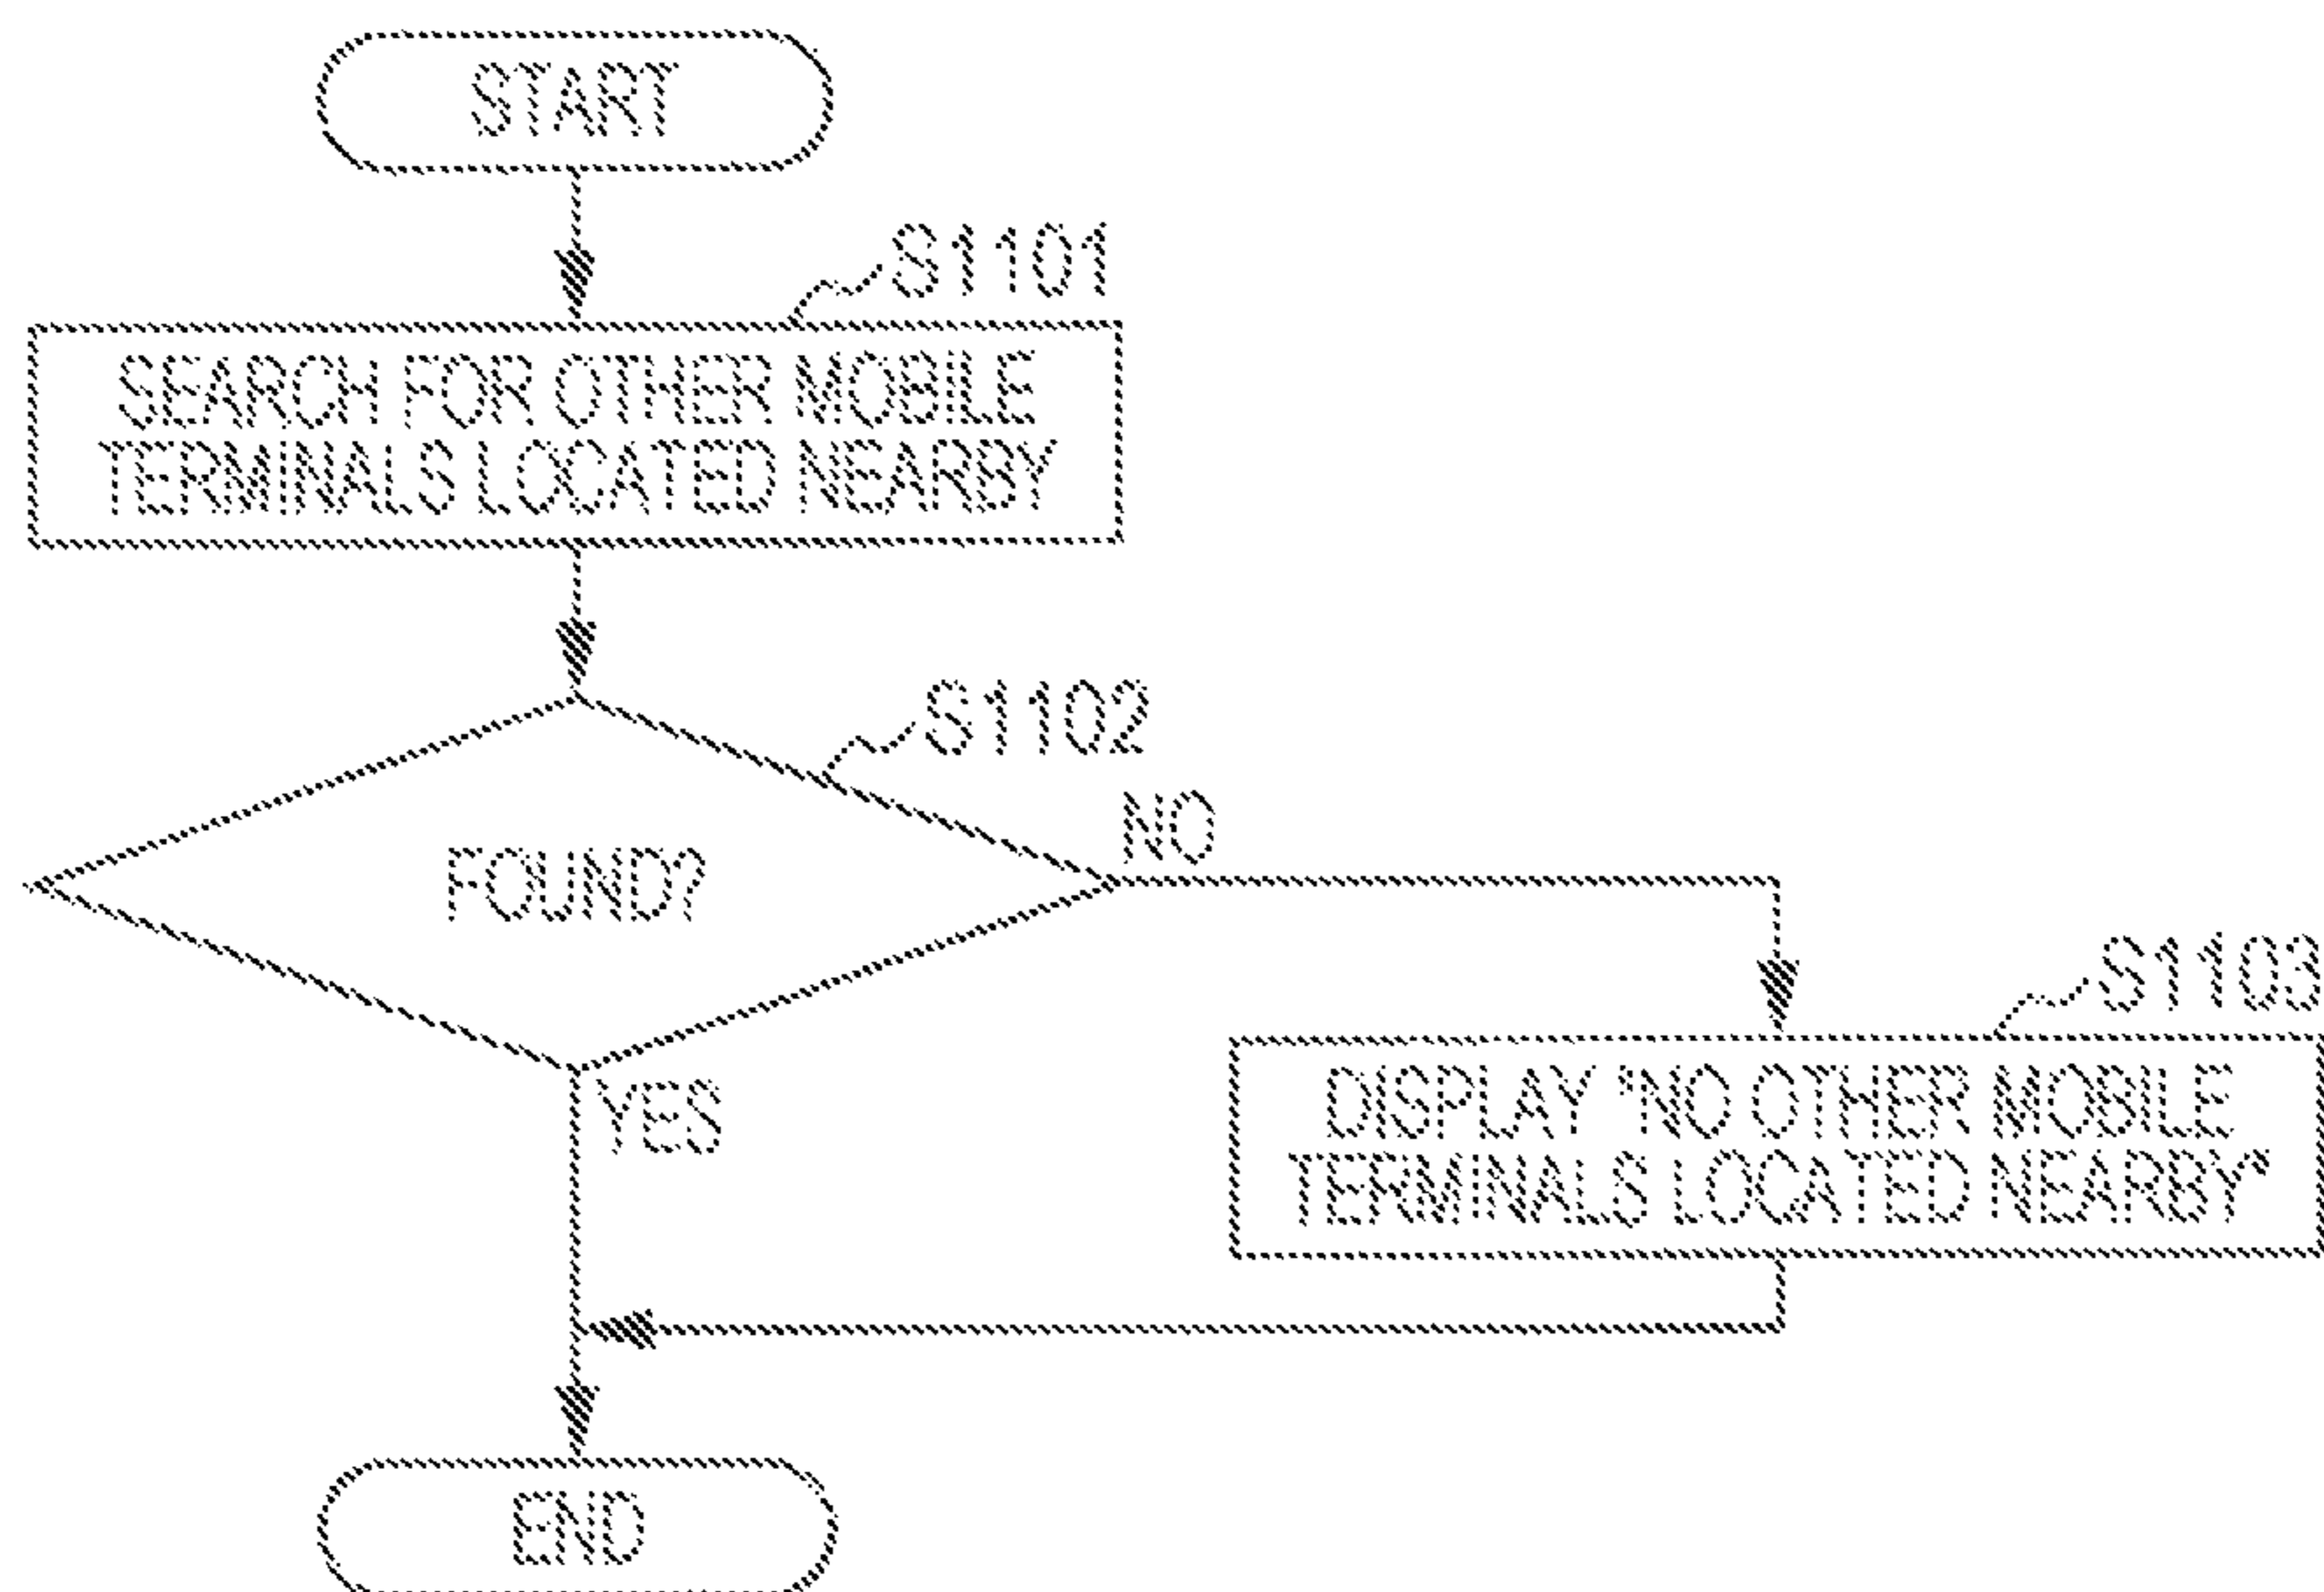 START
S1101
SEARCH FOR OTHER MOBILE
TERMINALS LOCATED NEARBY
S1102
NO
FOUND?
S1103
YES
DISPLAY "NO OTHER MOBILE
TERMINALS LOCATED NEARBY"
END